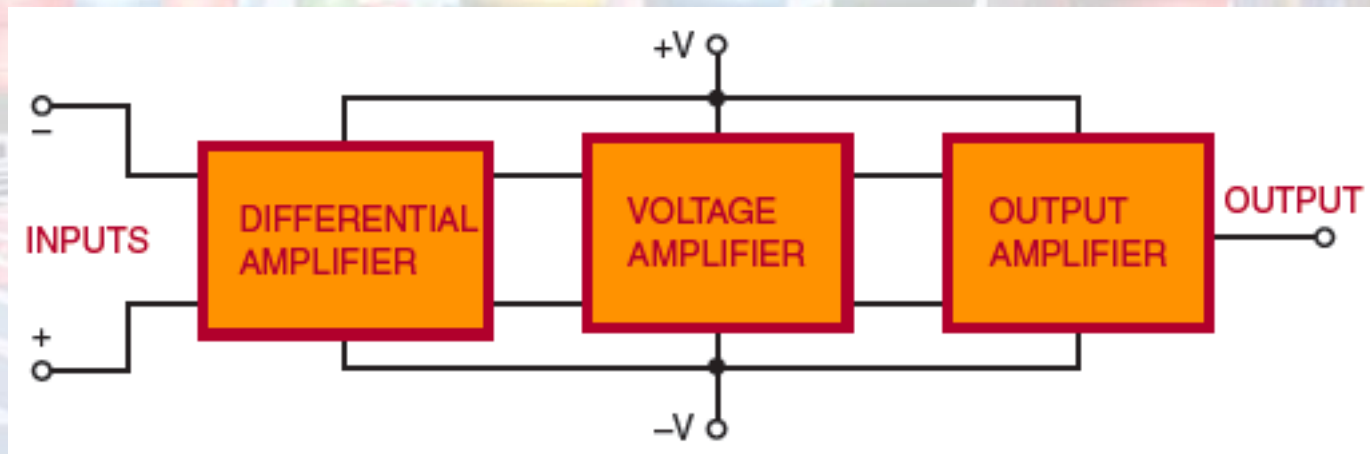 +V
–
INPUTS
+
DIFFERENTIAL
AMPLIFIER
VOLTAGE
AMPLIFIER
OUTPUT
AMPLIFIER
OUTPUT
–V